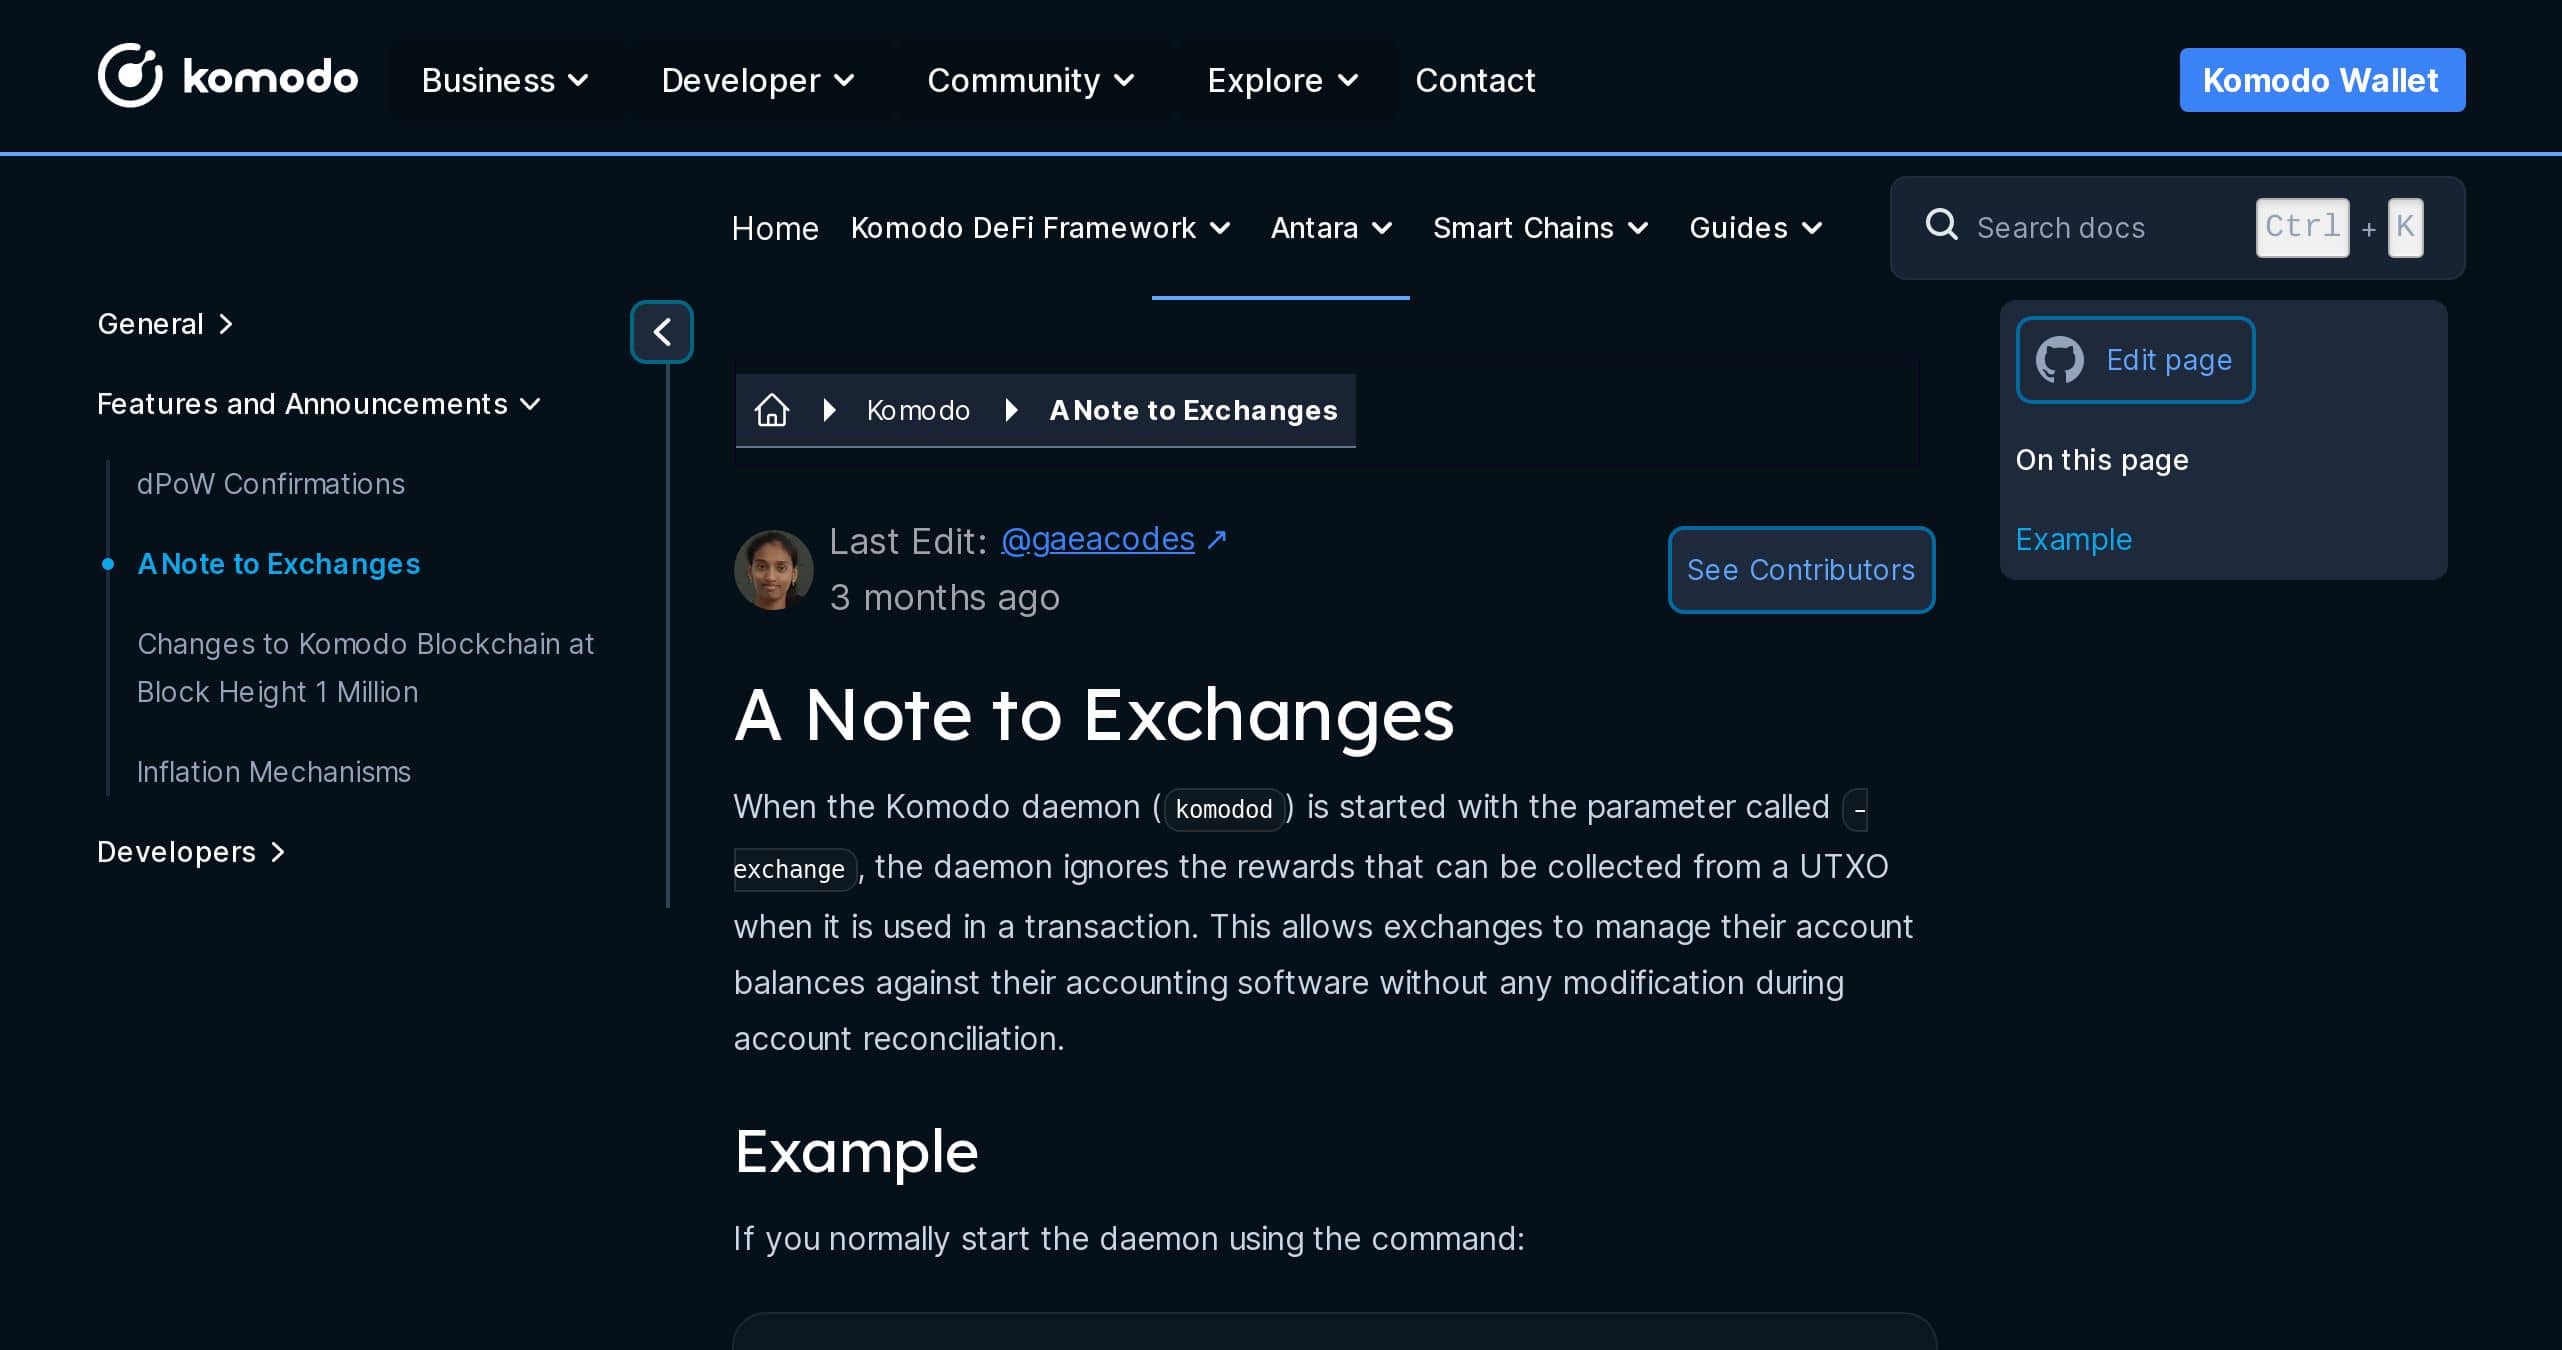 komodo Business Developer Community Explore Contact Komodo Wallet
Home Komodo DeFi Framework Antara Smart Chains Guides Search docs Ctrl + K
General
Features and Announcements
dPoW Confirmations
A Note to Exchanges
Changes to Komodo Blockchain at
Block Height 1 Million
Inflation Mechanisms
Developers
Komodo A Note to Exchanges
Last Edit: @gaeacodes ↗
3 months ago
See Contributors
A Note to Exchanges
When the Komodo daemon (komodod) is started with the parameter called -
exchange, the daemon ignores the rewards that can be collected from a UTXO
when it is used in a transaction. This allows exchanges to manage their account
balances against their accounting software without any modification during
account reconciliation.
Example
If you normally start the daemon using the command:
Edit page
On this page
Example